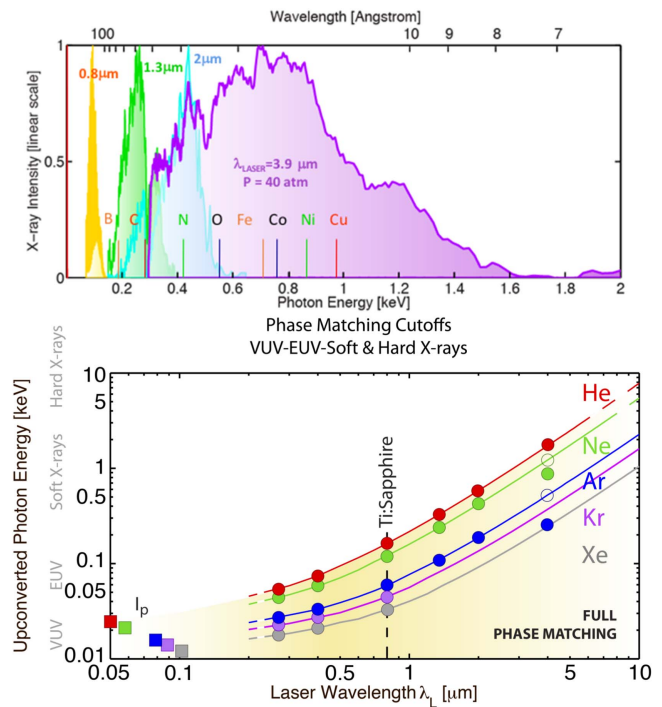 Wavelength [Angstrom]
100 10 9 8 7
X-ray Intensity [linear scale]
1
0.5
0
0.8μm
1.3μm
2μm
λLASER=3.9 μm
P = 40 atm
B C N O Fe Co Ni Cu
0.2 0.4 0.6 0.8 1 1.2 1.4 1.6 1.8 2
Photon Energy [keV]
Phase Matching Cutoffs
VUV-EUV-Soft & Hard X-rays
Upconverted Photon Energy [keV]
VUV EUV Soft X-rays Hard X-rays
10
5
1
0.5
0.1
0.05
0.01
He
Ne
Ar
Kr
Xe
Ti:Sapphire
Ip
FULL
PHASE MATCHING
0.05 0.1 0.5 1 5 10
Laser Wavelength λL [μm]